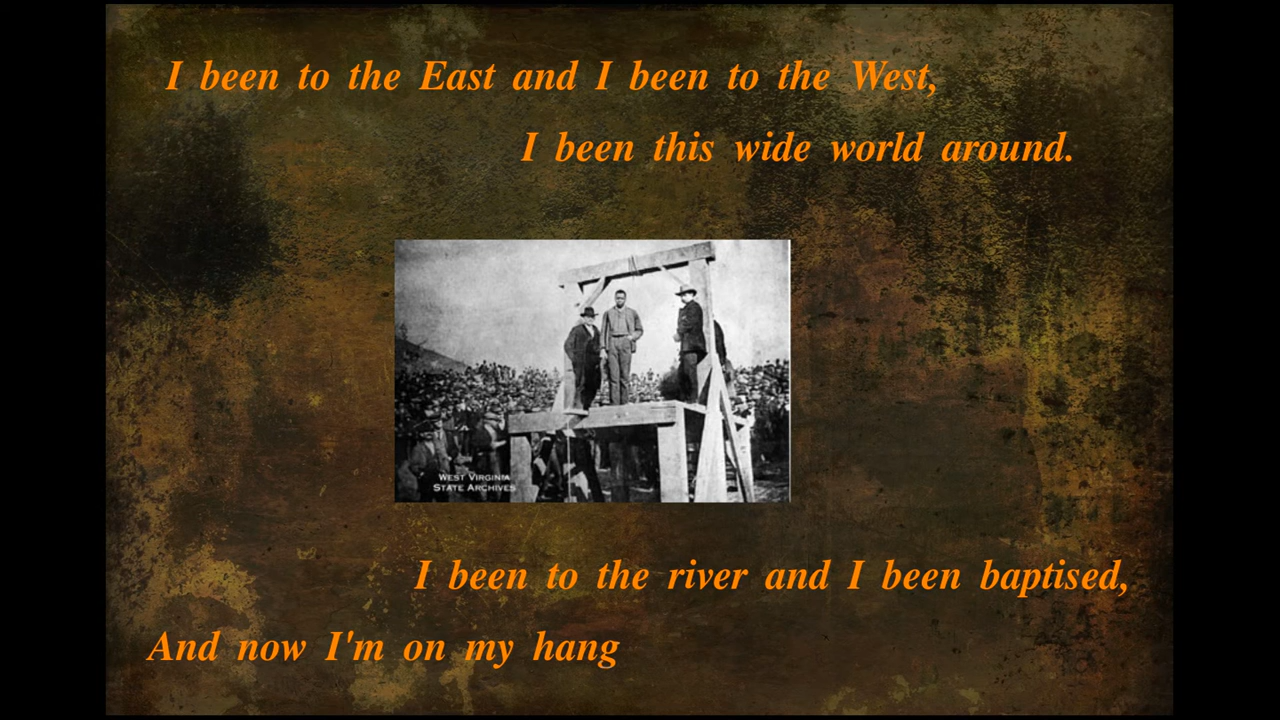 I been to the East and I been to the West,
I been this wide world around.
WEST VIRGINIA
STATE ARCHIVES
I been to the river and I been baptised,
And now I'm on my hang